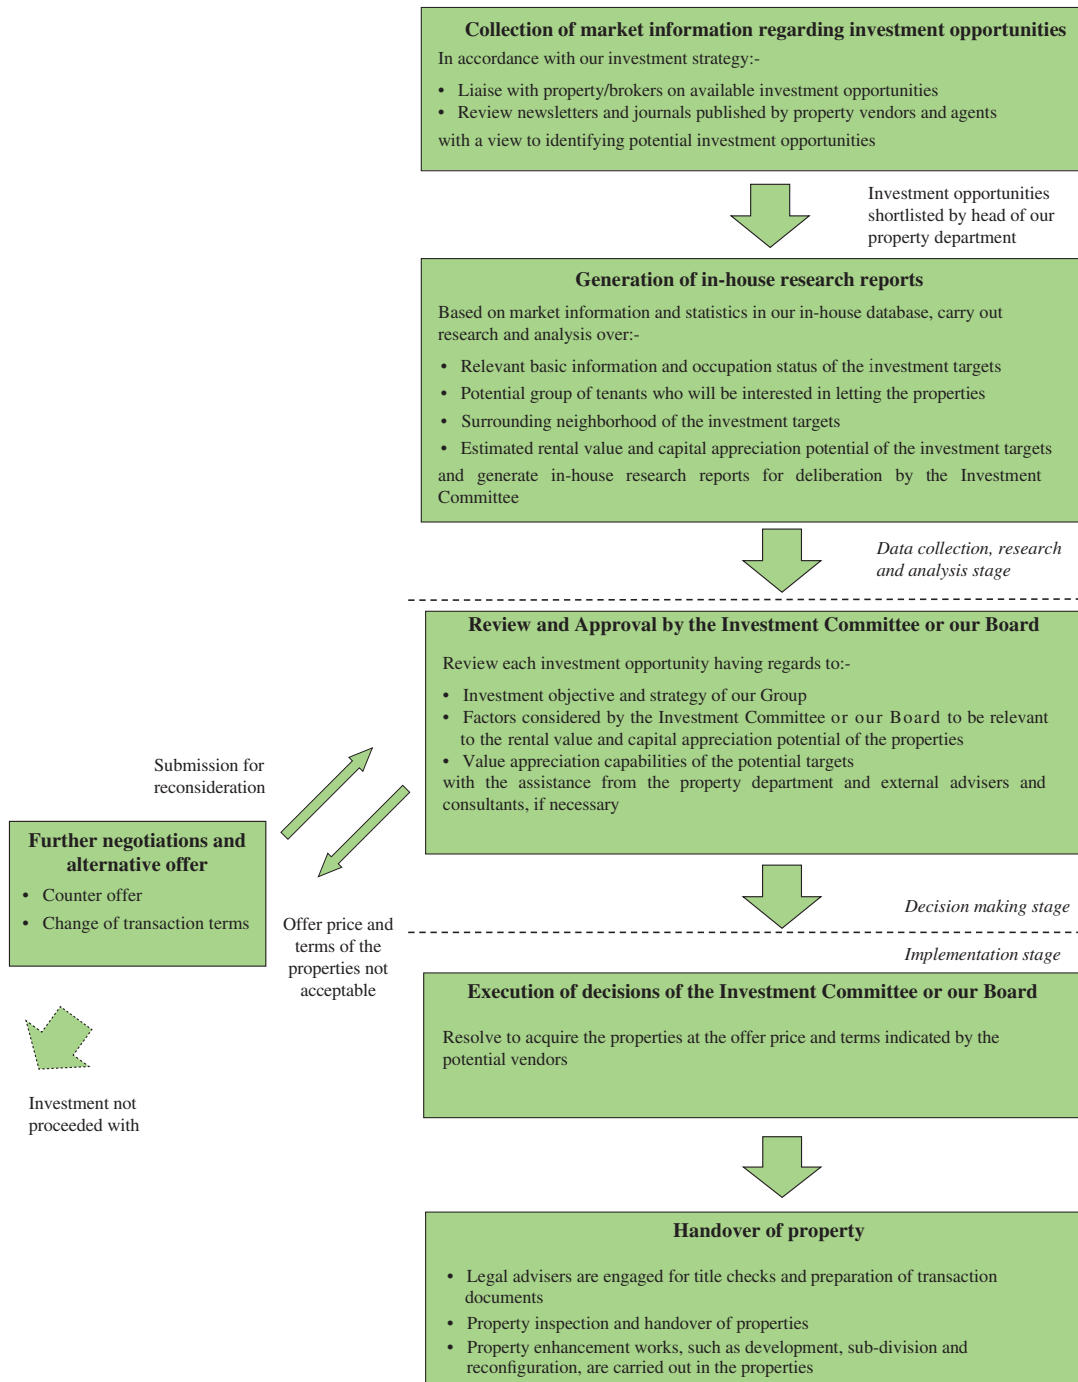 Collection of market information regarding investment opportunities
In accordance with our investment strategy:-
• Liaise with property/brokers on available investment opportunities
• Review newsletters and journals published by property vendors and agents
with a view to identifying potential investment opportunities
Investment opportunities
shortlisted by head of our
property department
Generation of in-house research reports
Based on market information and statistics in our in-house database, carry out
research and analysis over:-
• Relevant basic information and occupation status of the investment targets
• Potential group of tenants who will be interested in letting the properties
• Surrounding neighborhood of the investment targets
• Estimated rental value and capital appreciation potential of the investment targets
and generate in-house research reports for deliberation by the Investment
Committee
Data collection, research
and analysis stage
Review and Approval by the Investment Committee or our Board
Review each investment opportunity having regards to:-
• Investment objective and strategy of our Group
• Factors considered by the Investment Committee or our Board to be relevant
to the rental value and capital appreciation potential of the properties
• Value appreciation capabilities of the potential targets
with the assistance from the property department and external advisers and
consultants, if necessary
Submission for
reconsideration
Further negotiations and
alternative offer
• Counter offer
• Change of transaction terms
Offer price and
terms of the
properties not
acceptable
Decision making stage
Implementation stage
Execution of decisions of the Investment Committee or our Board
Resolve to acquire the properties at the offer price and terms indicated by the
potential vendors
Investment not
proceeded with
Handover of property
• Legal advisers are engaged for title checks and preparation of transaction
documents
• Property inspection and handover of properties
• Property enhancement works, such as development, sub-division and
reconfiguration, are carried out in the properties